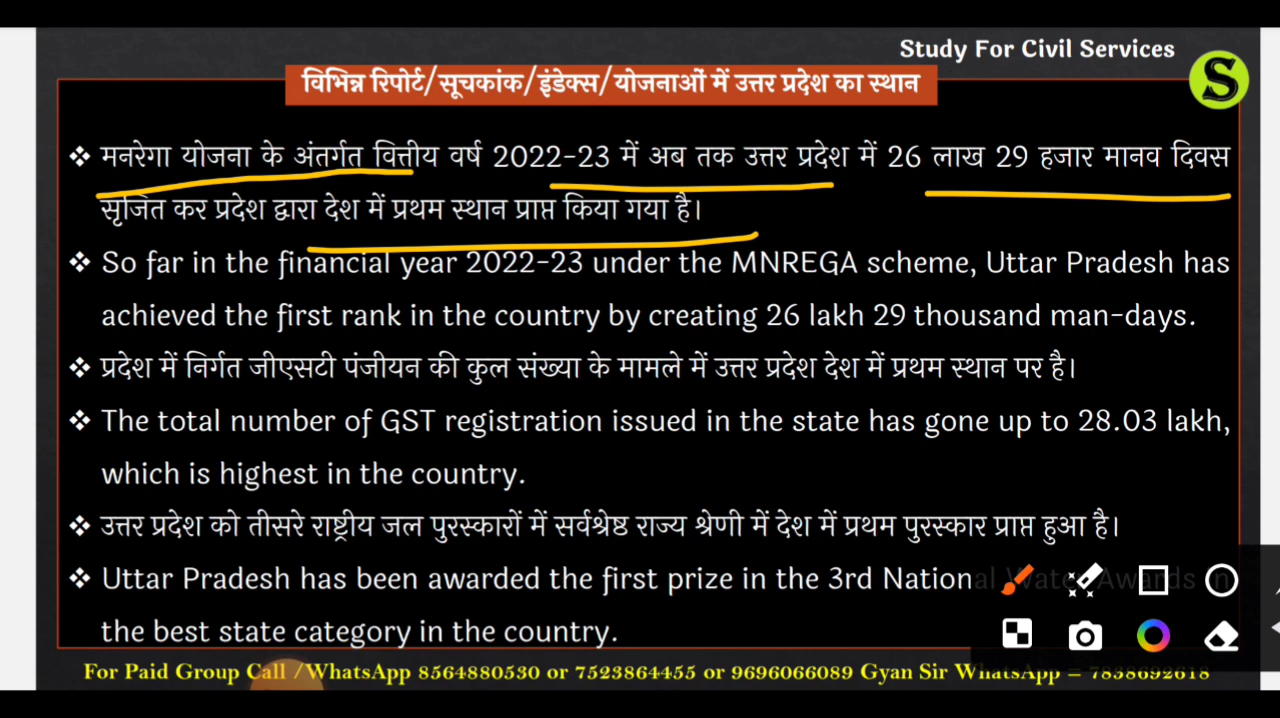 Study For Civil Services
S
विभिन्न रिपोर्ट/सूचकांक/इंडेक्स/योजनाओं में उत्तर प्रदेश का स्थान
❖ मनरेगा योजना के अंतर्गत वित्तीय वर्ष 2022-23 में अब तक उत्तर प्रदेश में 26 लाख 29 हजार मानव दिवस
सृजित कर प्रदेश द्वारा देश में प्रथम स्थान प्राप्त किया गया है।
❖ So far in the financial year 2022-23 under the MNREGA scheme, Uttar Pradesh has
achieved the first rank in the country by creating 26 lakh 29 thousand man-days.
❖ प्रदेश में निर्गत जीएसटी पंजीयन की कुल संख्या के मामले में उत्तर प्रदेश देश में प्रथम स्थान पर है।
❖ The total number of GST registration issued in the state has gone up to 28.03 lakh,
which is highest in the country.
❖ उत्तर प्रदेश को तीसरे राष्ट्रीय जल पुरस्कारों में सर्वश्रेष्ठ राज्य श्रेणी में देश में प्रथम पुरस्कार प्राप्त हुआ है।
❖ Uttar Pradesh has been awarded the first prize in the 3rd National Water Awards in
the best state category in the country.
For Paid Group Call /WhatsApp 8564880530 or 7523864455 or 9696066089 Gyan Sir WhatsApp = 7838692618